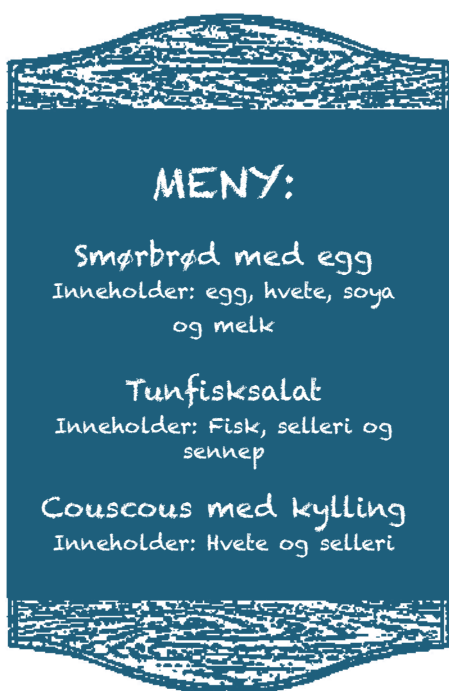 MENY:
Smørbrød med egg
Inneholder: egg, hvete, soya
og melk
Tunfisksalat
Inneholder: Fisk, selleri og
sennep
Couscous med kylling
Inneholder: Hvete og selleri